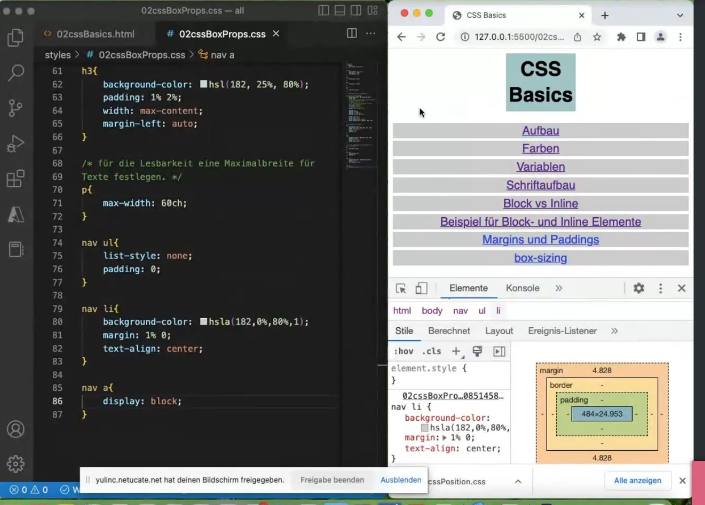 02cssBoxProps.css — all
02cssBasics.html
# 02cssBoxProps.css ×
styles > # 02cssBoxProps.css > nav a
61 h3{
62 background-color: hsl(182, 25%, 80%);
63 padding: 1% 2%;
64 width: max-content;
65 margin-left: auto;
66 }
67
68 /* für die Lesbarkeit eine Maximalbreite für
69 Texte festlegen. */
70 p{
71 max-width: 60ch;
72 }
73
74 nav ul{
75 list-style: none;
76 padding: 0;
77 }
78
79 nav li{
80 background-color: hsla(182,0%,80%,1);
81 margin: 1% 0;
82 text-align: center;
83 }
84
85 nav a{
86 display: block;
87 }
0 0
yulinc.netucate.net hat deinen Bildschirm freigegeben.
Freigabe beenden
Ausblenden
CSS Basics
127.0.0.1:5500/02cs...
CSS
Basics
Aufbau
Farben
Variablen
Schriftaufbau
Block vs Inline
Beispiel für Block- und Inline Elemente
Margins und Paddings
box-sizing
Elemente Konsole »
html body nav ul li
Stile Berechnet Layout Ereignis-Listener »
:hov .cls +
element.style {
}
02cssBoxPro…0851458…
nav li {
background-color:
hsla(182,0%,80%,
margin: 1% 0;
text-align: center;
}
margin 4.828
border -
padding -
- - - 484×24.953 - - -
-
-
4.828
cssPosition.css
Alle anzeigen